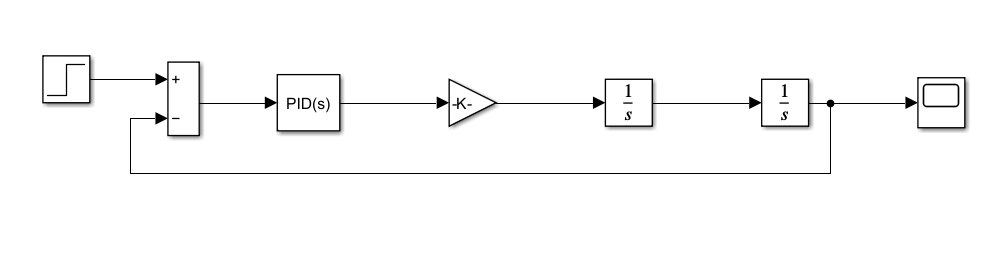 +
−
PID(s)
-K-
1
s
1
s